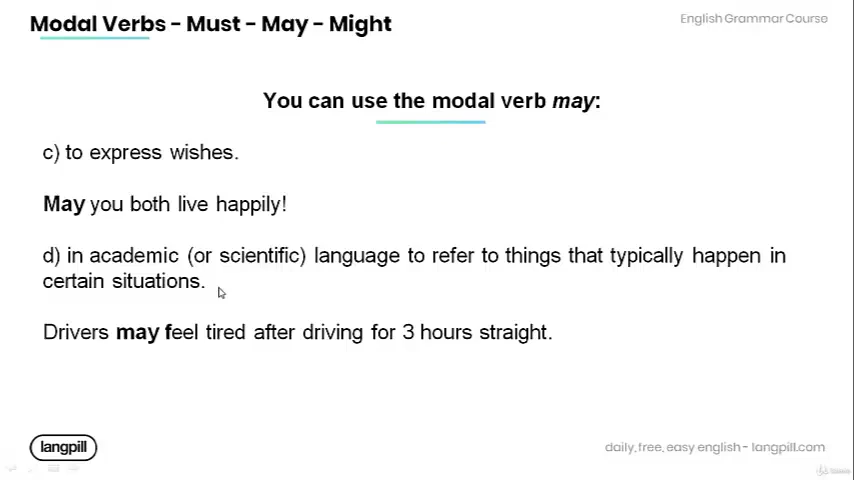 Modal Verbs - Must - May - Might
English Grammar Course
You can use the modal verb may:
c) to express wishes.
May you both live happily!
d) in academic (or scientific) language to refer to things that typically happen in
certain situations.
Drivers may feel tired after driving for 3 hours straight.
langpill
daily, free, easy english - langpill.com